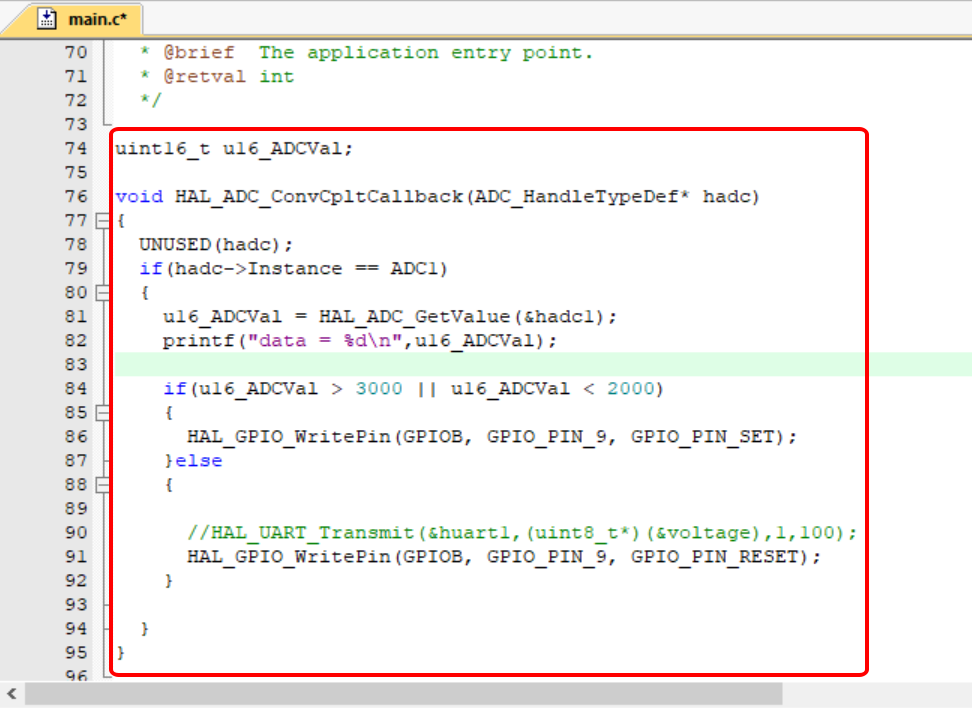 main.c*
70 * @brief The application entry point.
71 * @retval int
72 */
73
74 uint16_t u16_ADCVal;
75
76 void HAL_ADC_ConvCpltCallback(ADC_HandleTypeDef* hadc)
77 {
78 UNUSED(hadc);
79 if(hadc->Instance == ADC1)
80 {
81 u16_ADCVal = HAL_ADC_GetValue(&hadc1);
82 printf("data = %d\n",u16_ADCVal);
83
84 if(u16_ADCVal > 3000 || u16_ADCVal < 2000)
85 {
86 HAL_GPIO_WritePin(GPIOB, GPIO_PIN_9, GPIO_PIN_SET);
87 }else
88 {
89
90 //HAL_UART_Transmit(&huart1,(uint8_t*)(&voltage),1,100);
91 HAL_GPIO_WritePin(GPIOB, GPIO_PIN_9, GPIO_PIN_RESET);
92 }
93
94 }
95 }
96